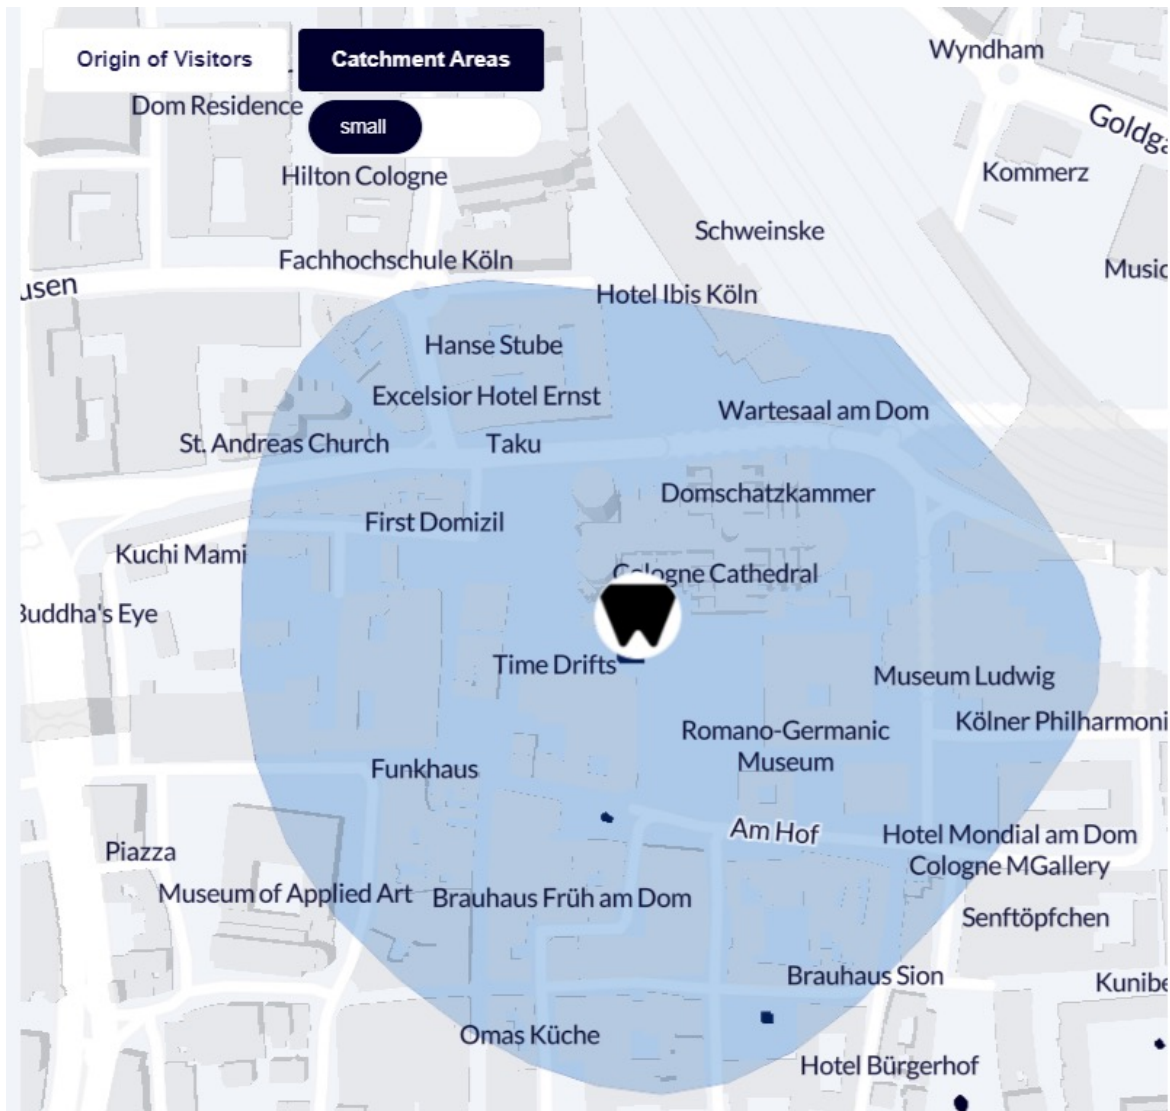 Origin of Visitors
Catchment Areas
Wyndham
Dom Residence
small
Hilton Cologne
Kommerz
Schweinske
Fachhochschule Köln
usen
Hotel Ibis Köln
Hanse Stube
Excelsior Hotel Ernst
Wartesaal am Dom
St. Andreas Church
Taku
Domschatzkammer
First Domizil
Kuchi Mami
Cologne Cathedral
Buddha's Eye
Time Drifts
Museum Ludwig
Kölner Philharmoni
Romano-Germanic
Museum
Funkhaus
Am Hof
Hotel Mondial am Dom
Cologne MGallery
Piazza
Museum of Applied Art
Brauhaus Früh am Dom
Senftöpfchen
Brauhaus Sion
Kunibe
Omas Küche
Hotel Bürgerhof